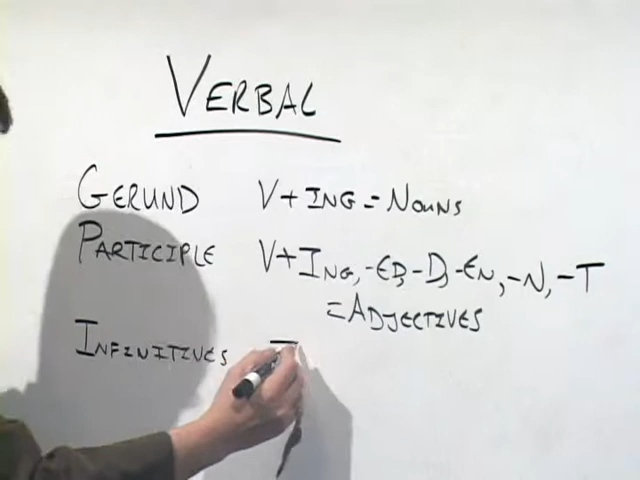 VERBAL
GERUND V+ING = NOUNS
PARTICIPLE V+ING, -ED, -D, -EN, -N, -T
= ADJECTIVES
INFINITIVES